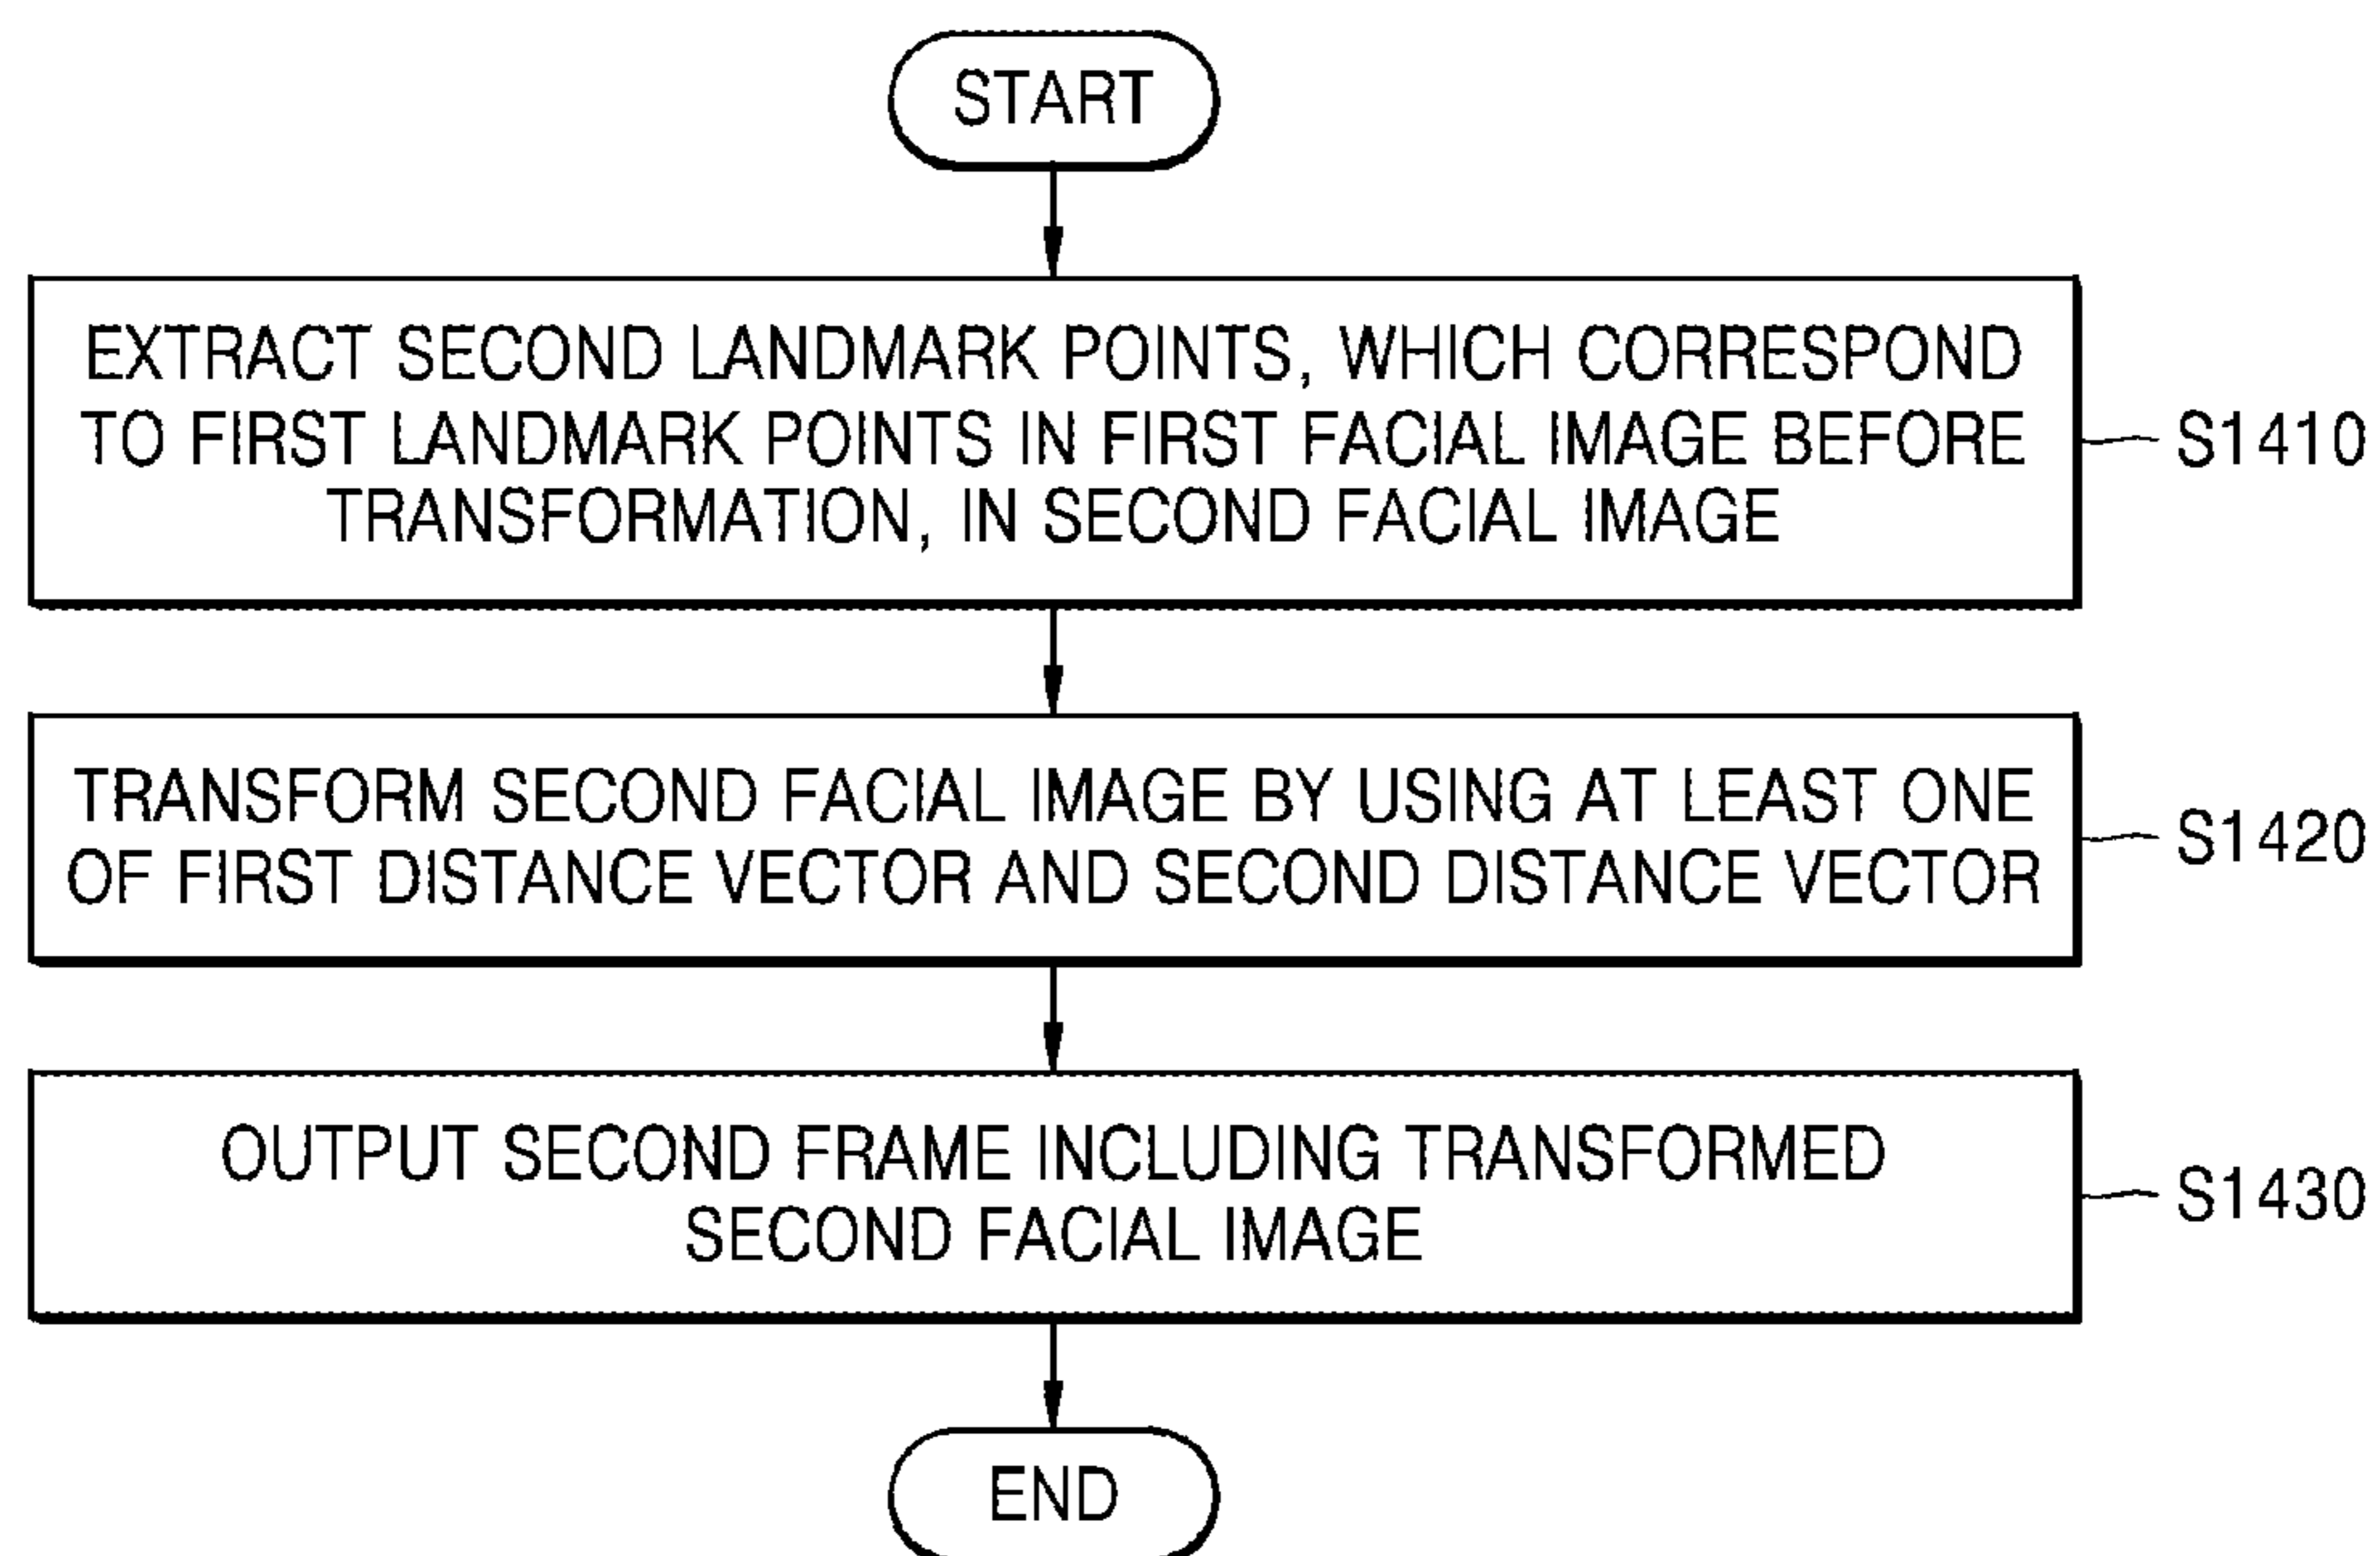 START
EXTRACT SECOND LANDMARK POINTS, WHICH CORRESPOND
TO FIRST LANDMARK POINTS IN FIRST FACIAL IMAGE BEFORE
TRANSFORMATION, IN SECOND FACIAL IMAGE
S1410
TRANSFORM SECOND FACIAL IMAGE BY USING AT LEAST ONE
OF FIRST DISTANCE VECTOR AND SECOND DISTANCE VECTOR
S1420
OUTPUT SECOND FRAME INCLUDING TRANSFORMED
SECOND FACIAL IMAGE
S1430
END